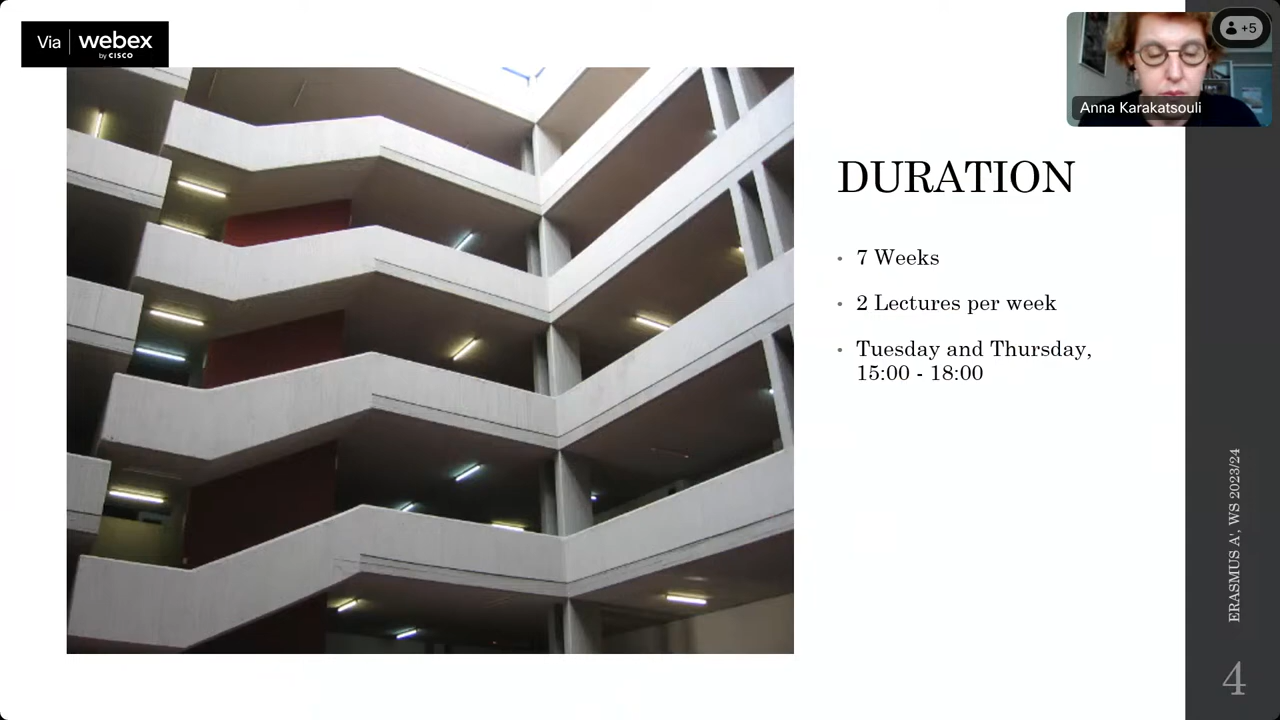 Via webex
by CISCO
+5
Anna Karakatsouli
DURATION
• 7 Weeks
• 2 Lectures per week
• Tuesday and Thursday,
15:00 - 18:00
ERASMUS A', WS 2023/24
4